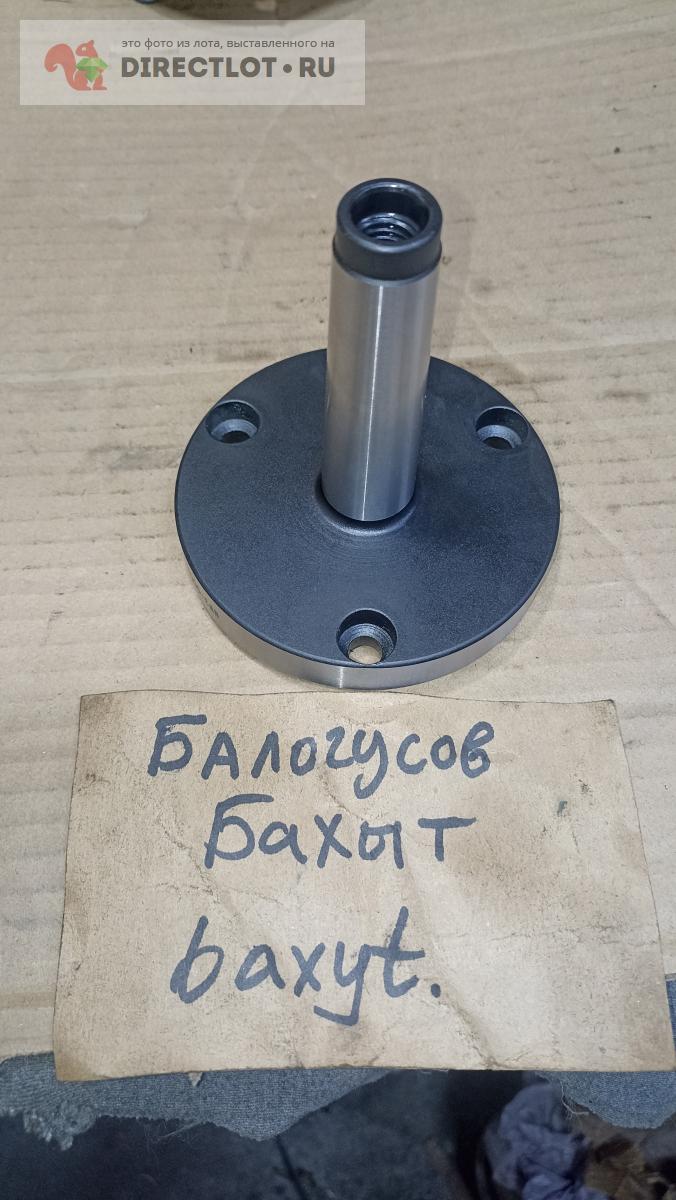 это фото из лота, выставленного на
DIRECTLOT.RU
БАЛОГУСОВ
Бахыт
baxyt.